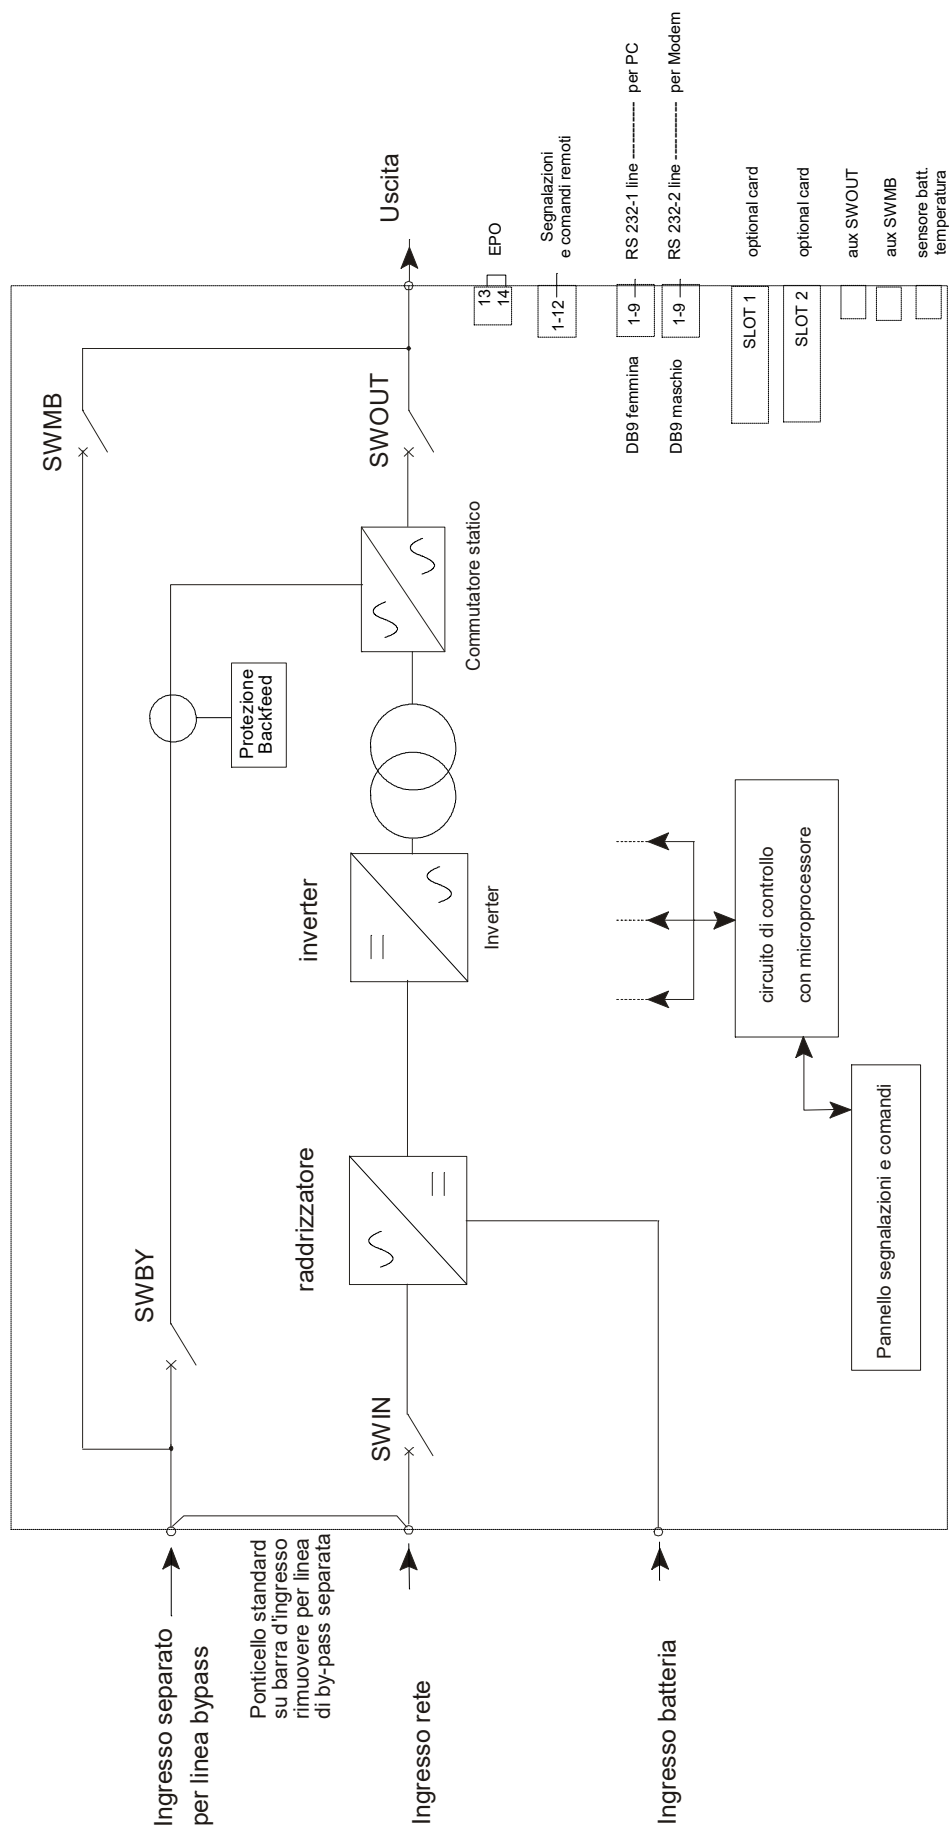 Ingresso separato
per linea bypass
Ponticello standard
su barra d'ingresso
rimuovere per linea
di by-pass separata
Ingresso rete
Ingresso batteria
SWMB
SWBY
SWIN
SWOUT
Uscita
Protezione
Backfeed
raddrizzatore
inverter
Inverter
Commutatore statico
circuito di controllo
con microprocessore
Pannello segnalazioni e comandi
13
14
EPO
1-12
Segnalazioni
e comandi remoti
DB9 femmina
1-9
RS 232-1 line ---------- per PC
DB9 maschio
1-9
RS 232-2 line ---------- per Modem
SLOT 1
optional card
SLOT 2
optional card
aux SWOUT
aux SWMB
sensore batt.
temperatura